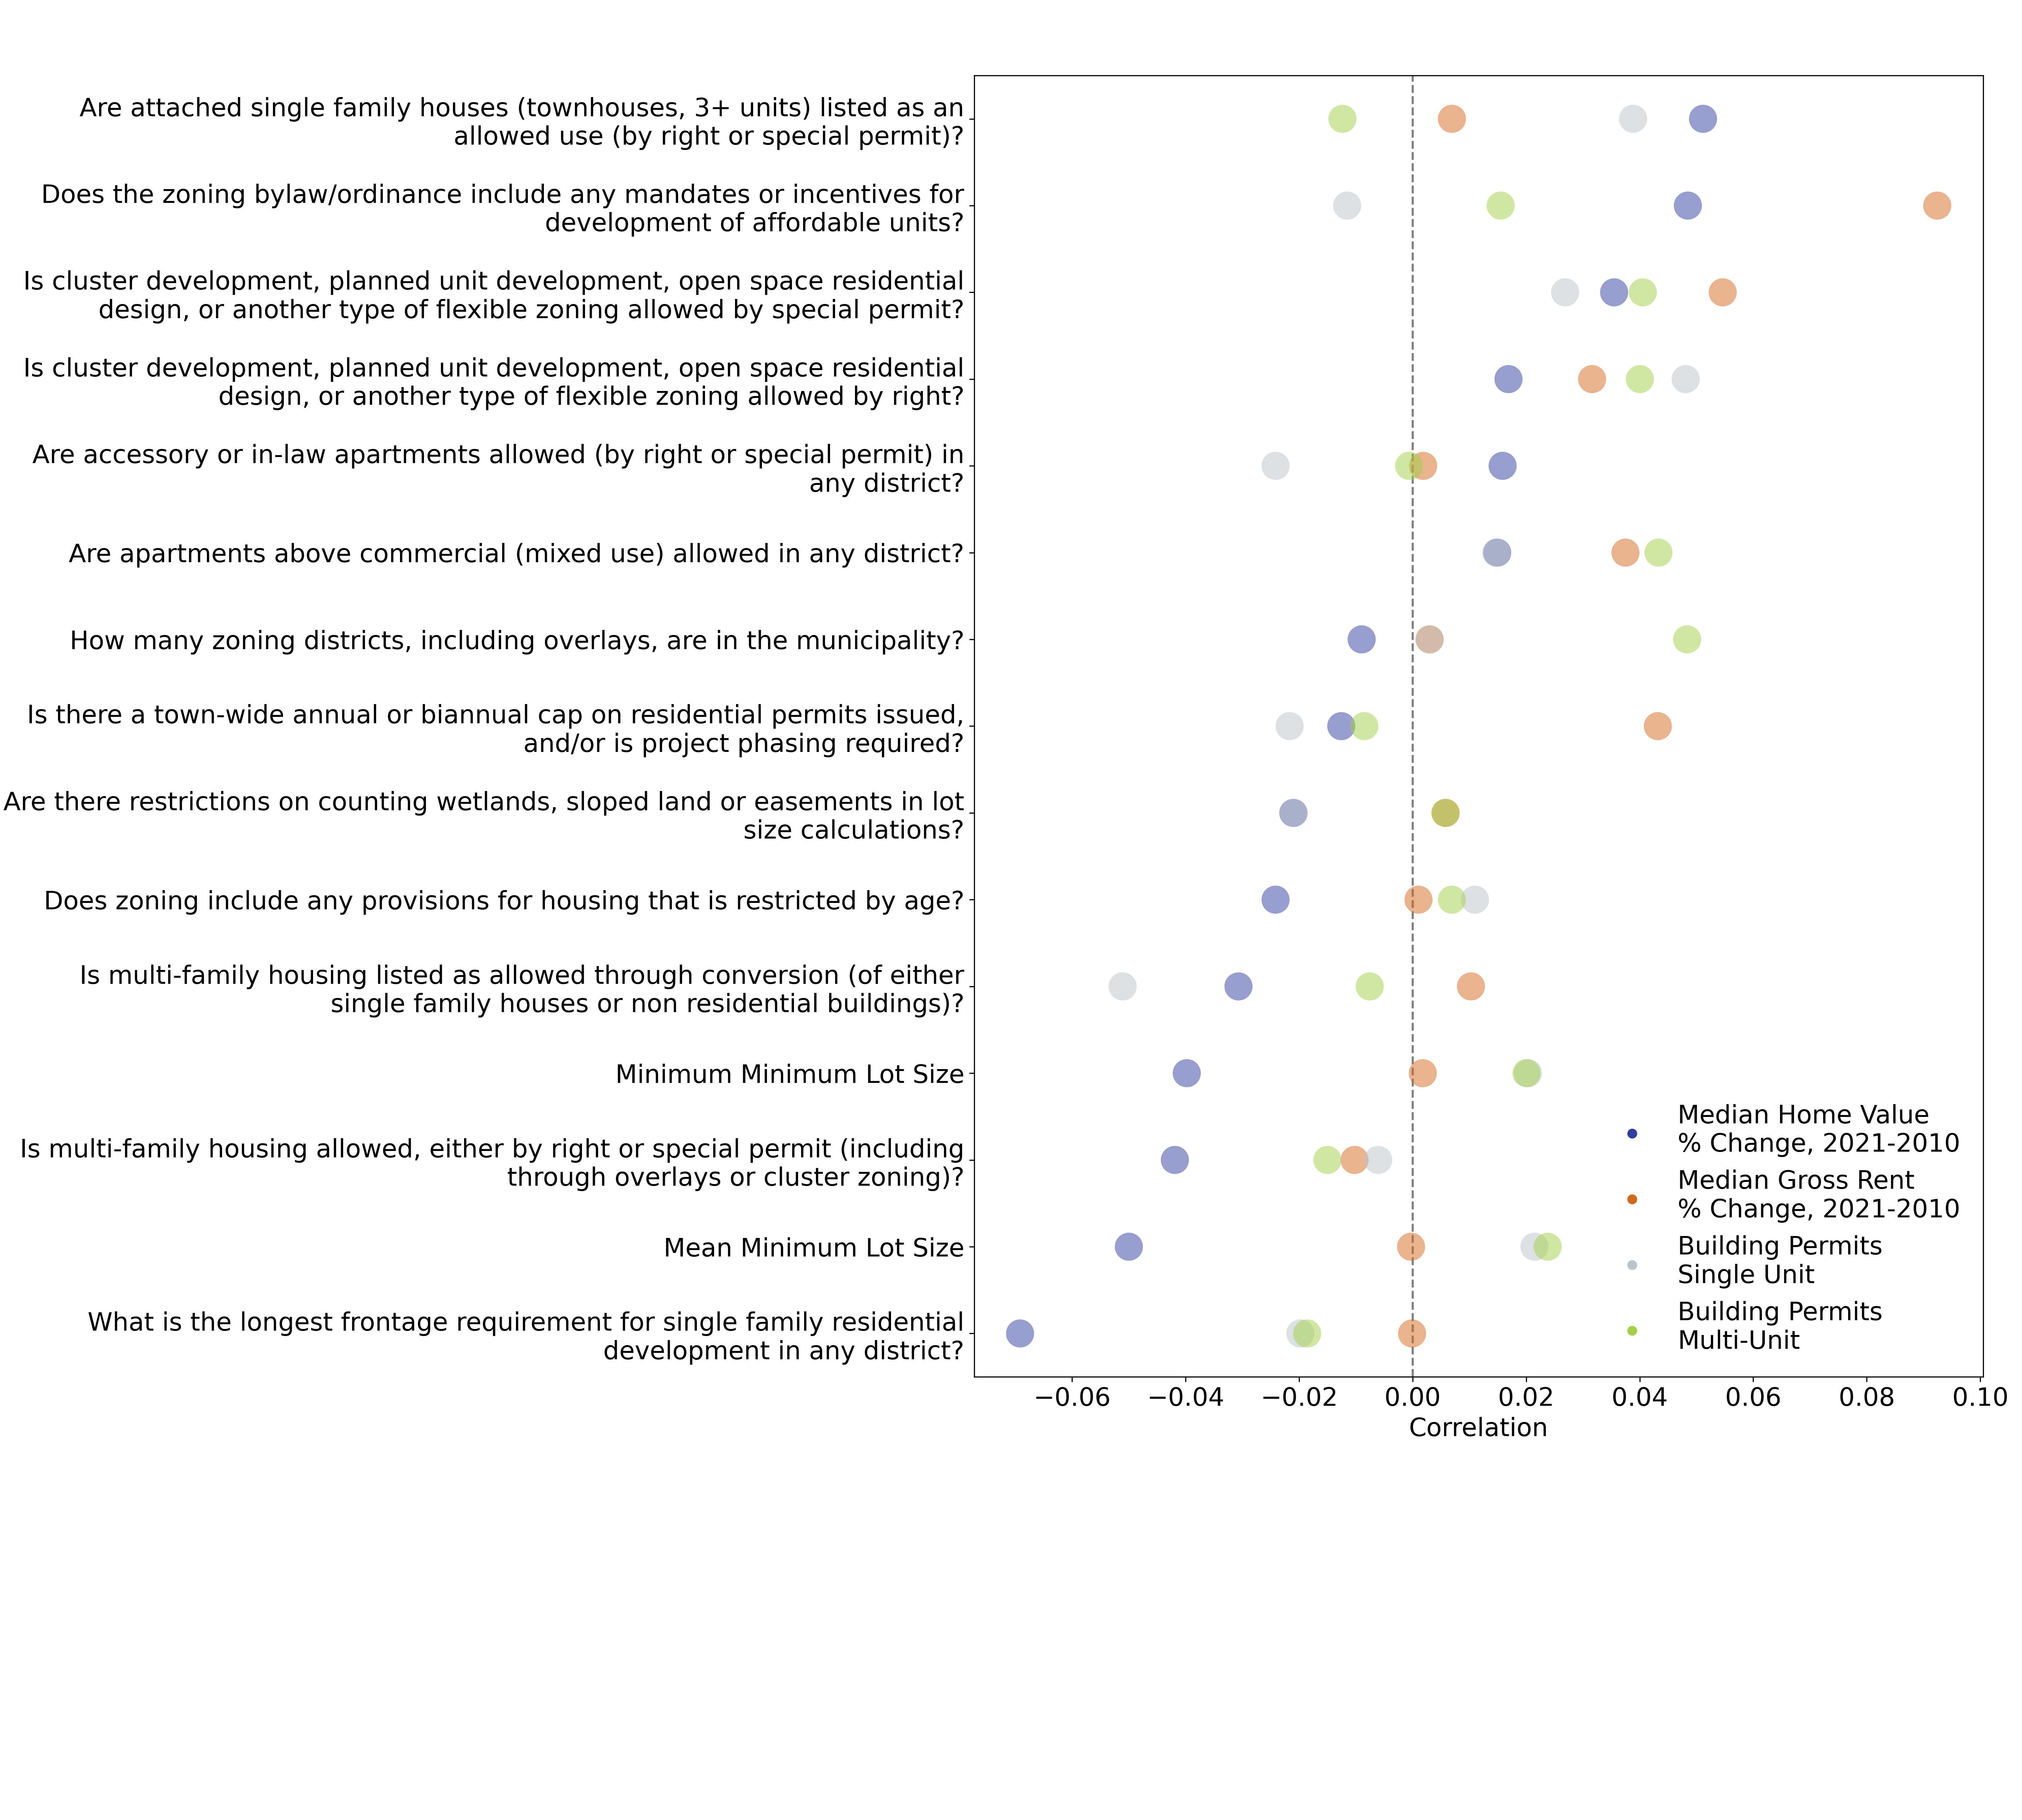 Are attached single family houses (townhouses, 3+ units) listed as an
allowed use (by right or special permit)?
Does the zoning bylaw/ordinance include any mandates or incentives for
development of affordable units?
Is cluster development, planned unit development, open space residential
design, or another type of flexible zoning allowed by special permit?
Is cluster development, planned unit development, open space residential
design, or another type of flexible zoning allowed by right?
Are accessory or in-law apartments allowed (by right or special permit) in
any district?
Are apartments above commercial (mixed use) allowed in any district?
How many zoning districts, including overlays, are in the municipality?
Is there a town-wide annual or biannual cap on residential permits issued,
and/or is project phasing required?
Are there restrictions on counting wetlands, sloped land or easements in lot
size calculations?
Does zoning include any provisions for housing that is restricted by age?
Is multi-family housing listed as allowed through conversion (of either
single family houses or non residential buildings)?
Minimum Minimum Lot Size
Is multi-family housing allowed, either by right or special permit (including
through overlays or cluster zoning)?
Mean Minimum Lot Size
What is the longest frontage requirement for single family residential
development in any district?
Median Home Value
% Change, 2021-2010
Median Gross Rent
% Change, 2021-2010
Building Permits
Single Unit
Building Permits
Multi-Unit
−0.06 −0.04 −0.02 0.00 0.02 0.04 0.06 0.08 0.10
Correlation